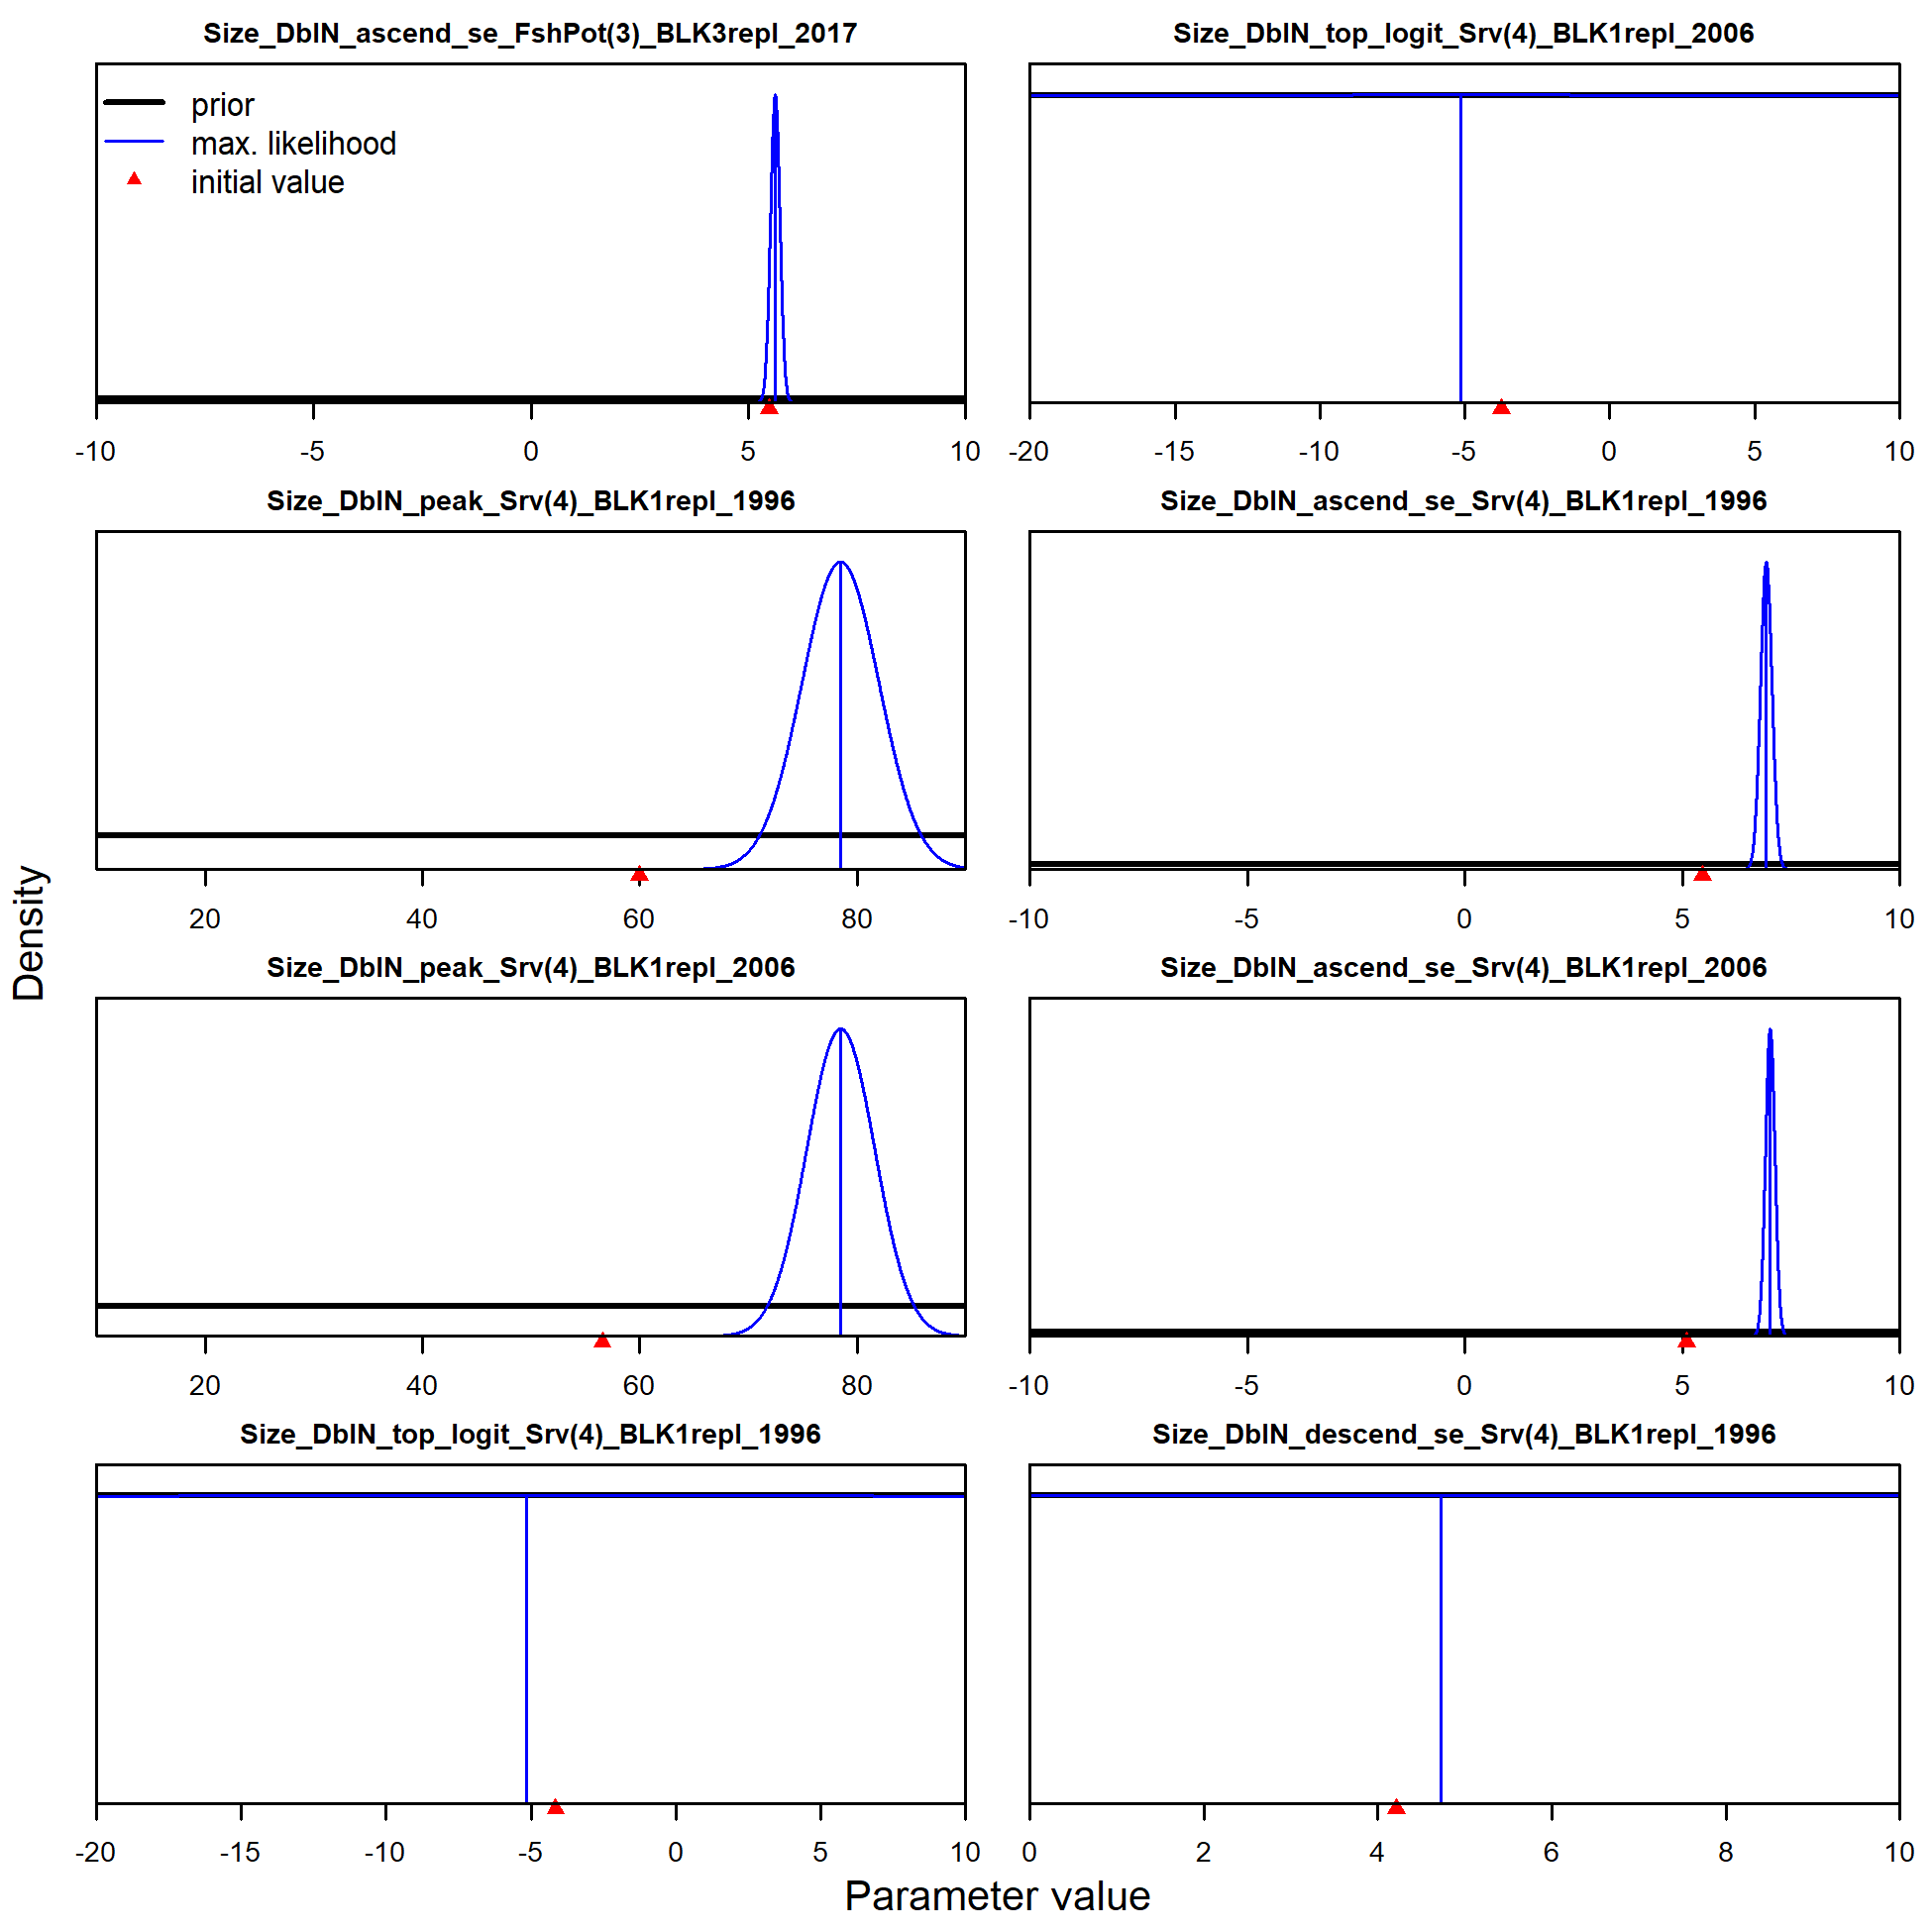 Size_DblN_ascend_se_FshPot(3)_BLK3repl_2017
prior
max. likelihood
initial value
-10 -5 0 5 10
Size_DblN_top_logit_Srv(4)_BLK1repl_2006
-20 -15 -10 -5 0 5 10
Size_DblN_peak_Srv(4)_BLK1repl_1996
20 40 60 80
Size_DblN_ascend_se_Srv(4)_BLK1repl_1996
-10 -5 0 5 10
Size_DblN_peak_Srv(4)_BLK1repl_2006
20 40 60 80
Size_DblN_ascend_se_Srv(4)_BLK1repl_2006
-10 -5 0 5 10
Size_DblN_top_logit_Srv(4)_BLK1repl_1996
-20 -15 -10 -5 0 5 10
Size_DblN_descend_se_Srv(4)_BLK1repl_1996
0 2 4 6 8 10
Density
Parameter value